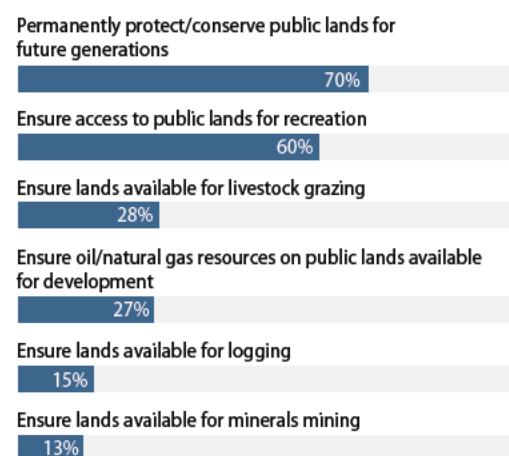 Permanently protect/conserve public lands for
future generations
70%
Ensure access to public lands for recreation
60%
Ensure lands available for livestock grazing
28%
Ensure oil/natural gas resources on public lands available
for development
27%
Ensure lands available for logging
15%
Ensure lands available for minerals mining
13%